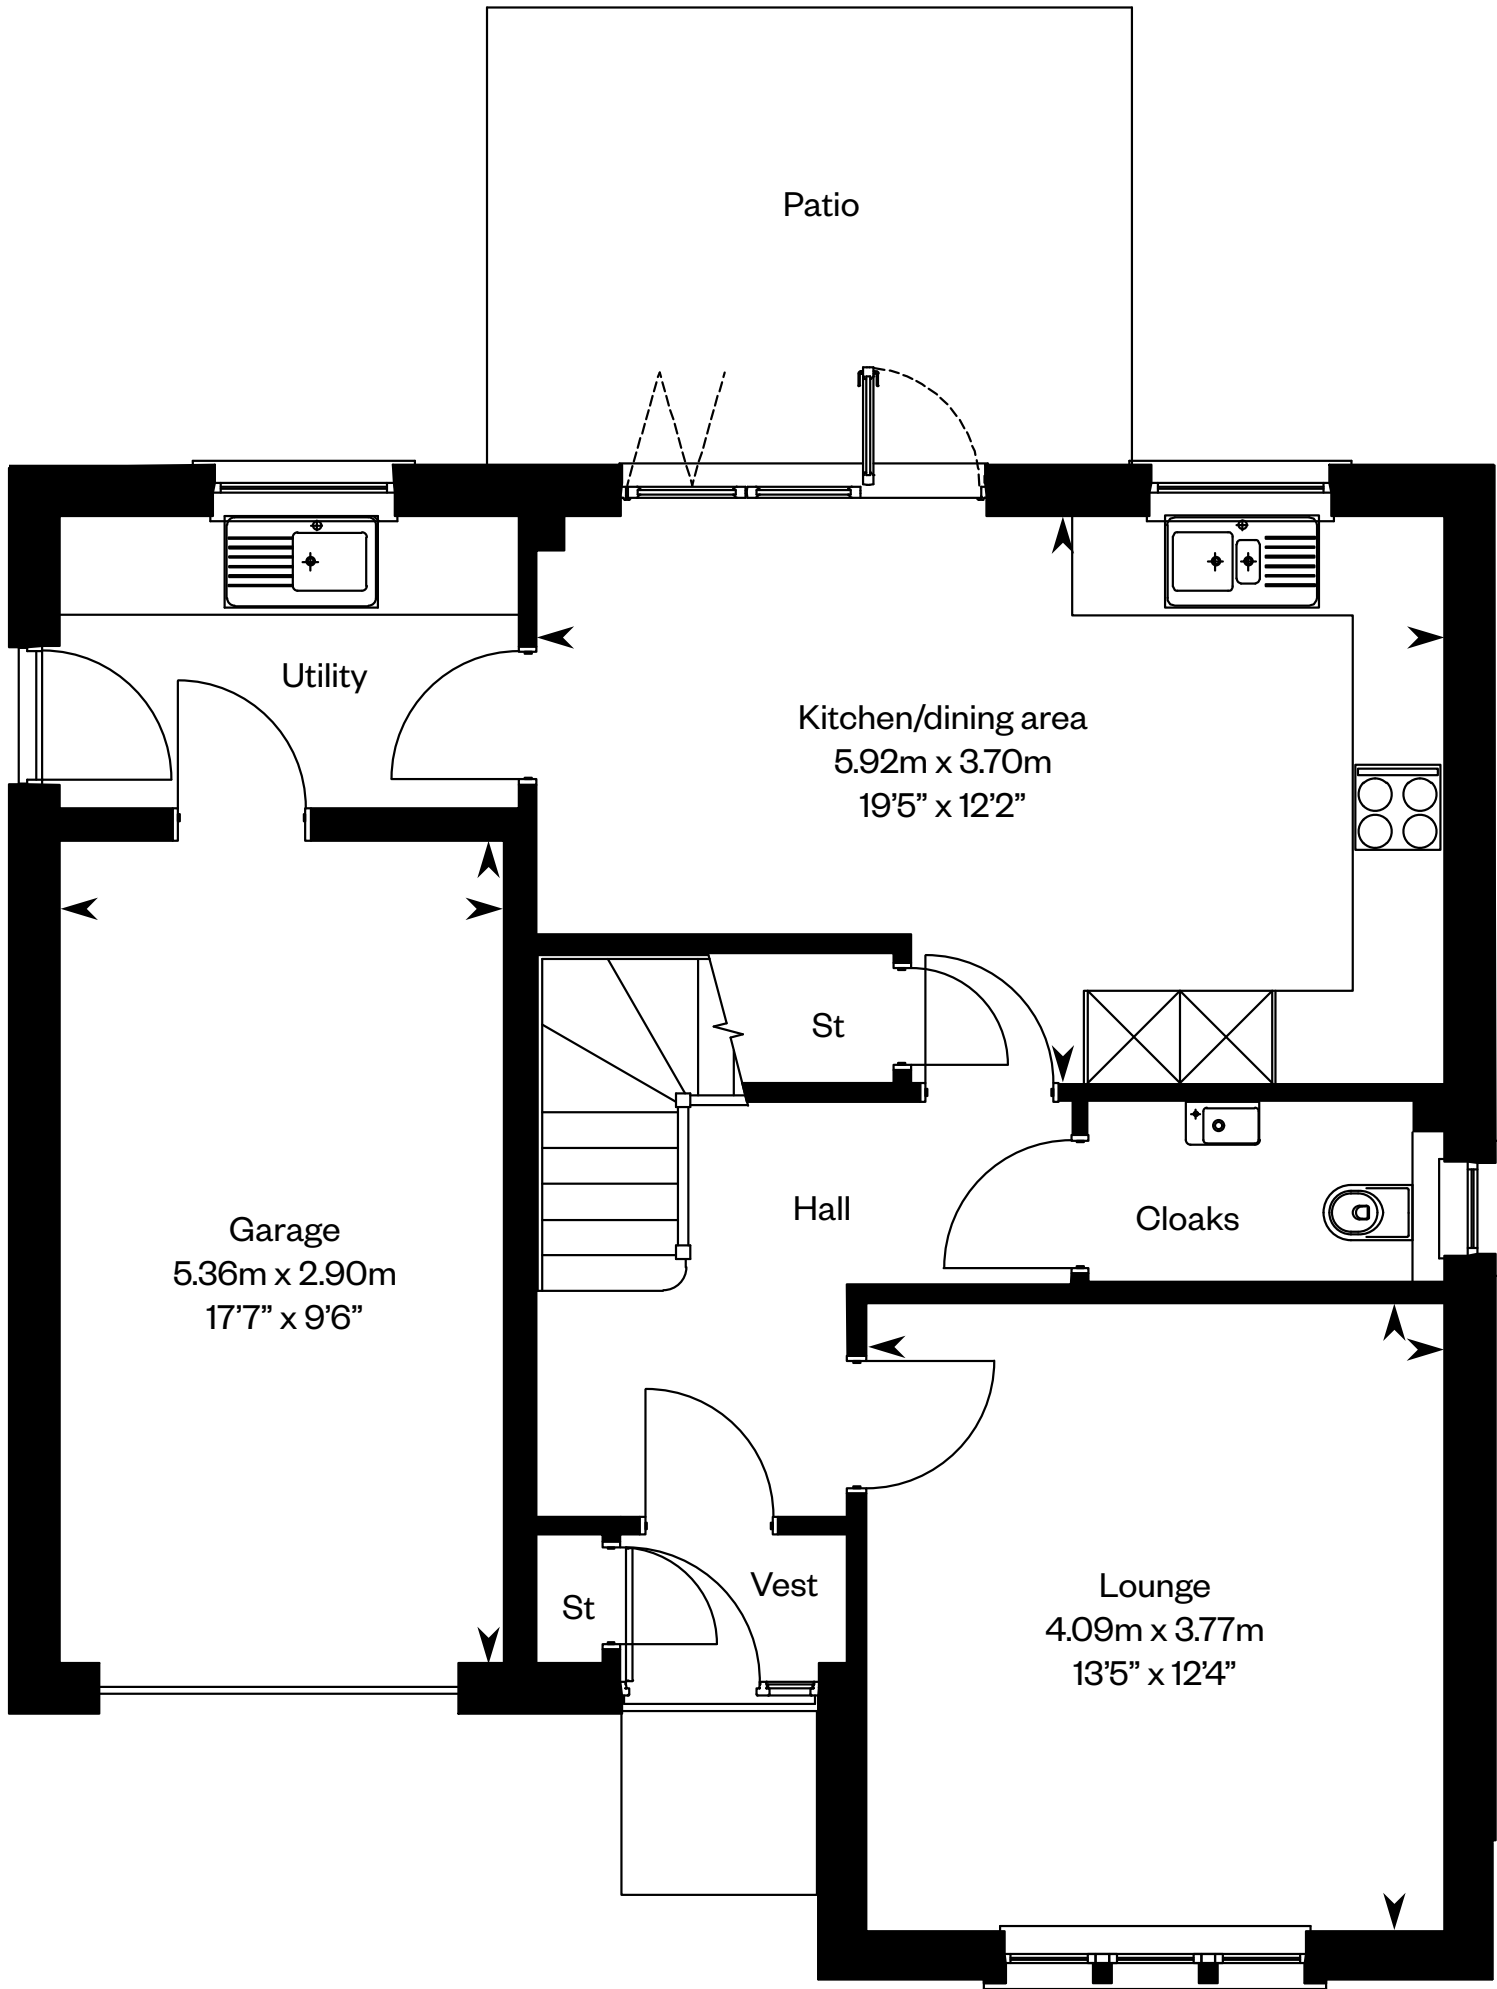 Patio
Utility
Kitchen/dining area
5.92m x 3.70m
19’5” x 12’2”
St
Hall
Cloaks
Garage
5.36m x 2.90m
17’7” x 9’6”
Vest
St
Lounge
4.09m x 3.77m
13’5” x 12’4”